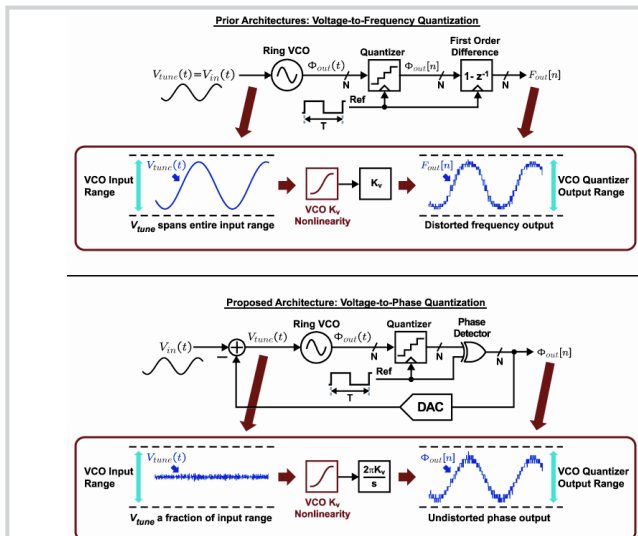 Prior Architectures: Voltage-to-Frequency Quantization
Ring VCO
Quantizer
First Order
Difference
V_tune(t)=V_in(t)
Φ_out(t)
Φ_out[n]
F_out[n]
1- z⁻¹
N
N
N
Ref
T
VCO Input
Range
V_tune(t)
K_v
VCO K_v
Nonlinearity
F_out[n]
VCO Quantizer
Output Range
V_tune spans entire input range
Distorted frequency output
Proposed Architecture: Voltage-to-Phase Quantization
Ring VCO
Quantizer
Phase
Detector
V_in(t)
V_tune(t)
Φ_out(t)
Φ_out[n]
N
N
N
Ref
T
DAC
VCO Input
Range
V_tune(t)
2πK_v
s
VCO K_v
Nonlinearity
Φ_out[n]
VCO Quantizer
Output Range
V_tune a fraction of input range
Undistorted phase output